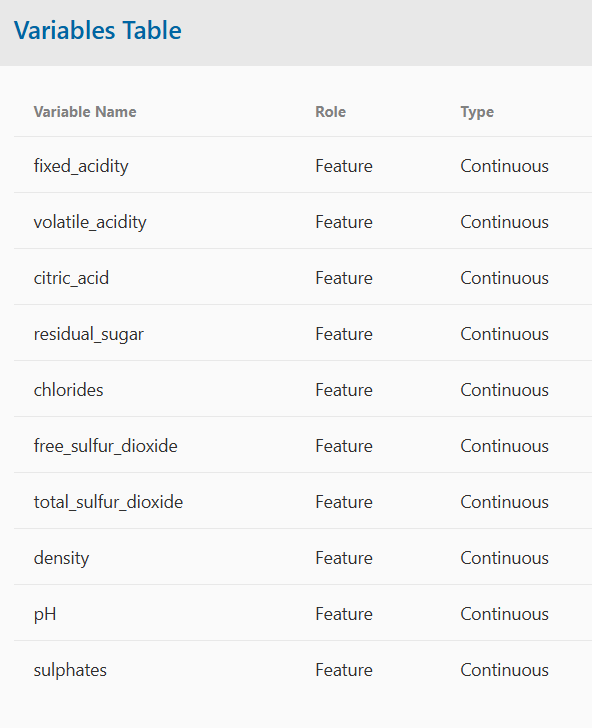 Variables Table
Variable Name Role Type
fixed_acidity Feature Continuous
volatile_acidity Feature Continuous
citric_acid Feature Continuous
residual_sugar Feature Continuous
chlorides Feature Continuous
free_sulfur_dioxide Feature Continuous
total_sulfur_dioxide Feature Continuous
density Feature Continuous
pH Feature Continuous
sulphates Feature Continuous